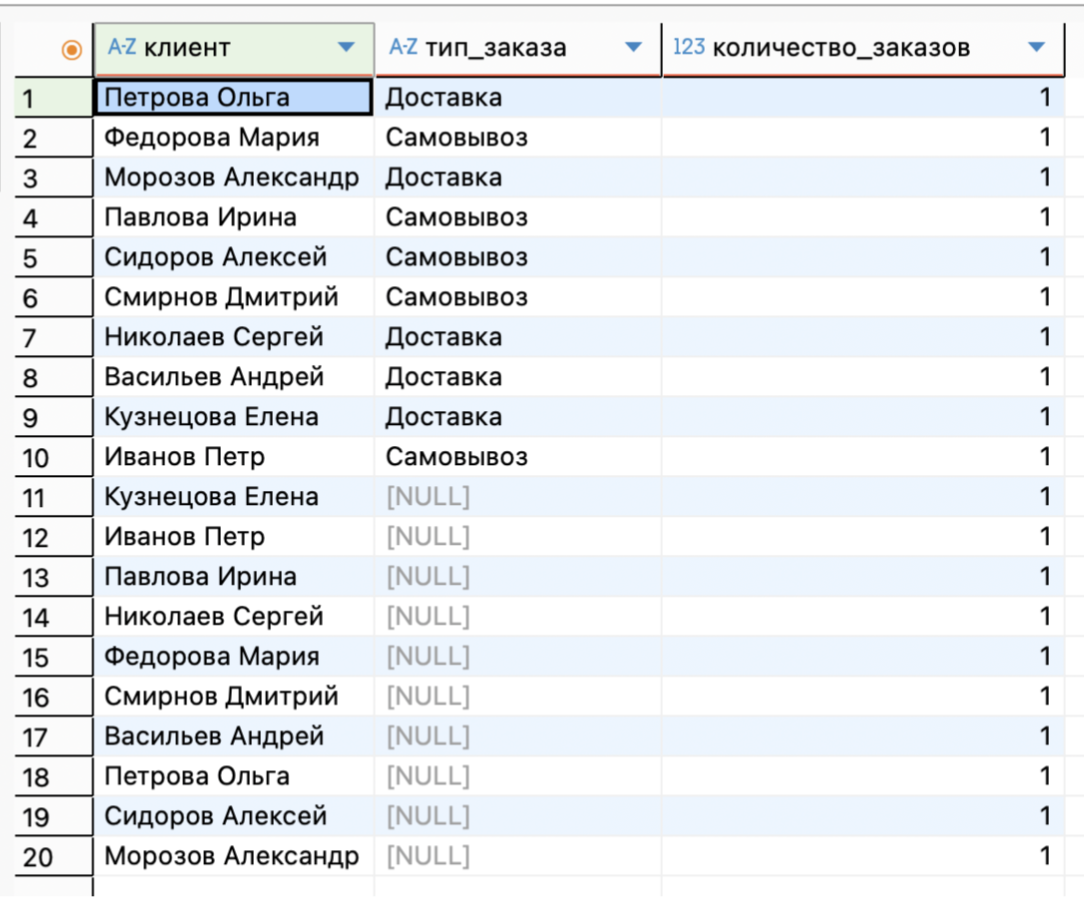 A-Z клиент A-Z тип_заказа 123 количество_заказов
1 Петрова Ольга Доставка 1
2 Федорова Мария Самовывоз 1
3 Морозов Александр Доставка 1
4 Павлова Ирина Самовывоз 1
5 Сидоров Алексей Самовывоз 1
6 Смирнов Дмитрий Самовывоз 1
7 Николаев Сергей Доставка 1
8 Васильев Андрей Доставка 1
9 Кузнецова Елена Доставка 1
10 Иванов Петр Самовывоз 1
11 Кузнецова Елена [NULL] 1
12 Иванов Петр [NULL] 1
13 Павлова Ирина [NULL] 1
14 Николаев Сергей [NULL] 1
15 Федорова Мария [NULL] 1
16 Смирнов Дмитрий [NULL] 1
17 Васильев Андрей [NULL] 1
18 Петрова Ольга [NULL] 1
19 Сидоров Алексей [NULL] 1
20 Морозов Александр [NULL] 1